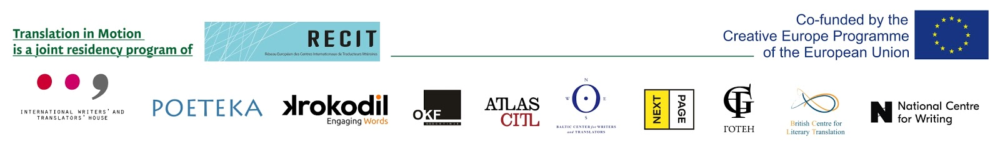 Translation in Motion
is a joint residency program of
RECIT
Réseau Européen des Centres Internationaux de Traducteurs littéraires
Co-funded by the
Creative Europe Programme
of the European Union
INTERNATIONAL WRITERS' AND
TRANSLATORS' HOUSE
POETEKA
krokodil
Engaging Words
OKF
ATLAS
CITL
N
W E
S
BALTIC CENTER for WRITERS
and TRANSLATORS
NEXT
PAGE
GF
ГОТЕН
British Centre for
Literary Translation
N
National Centre
for Writing